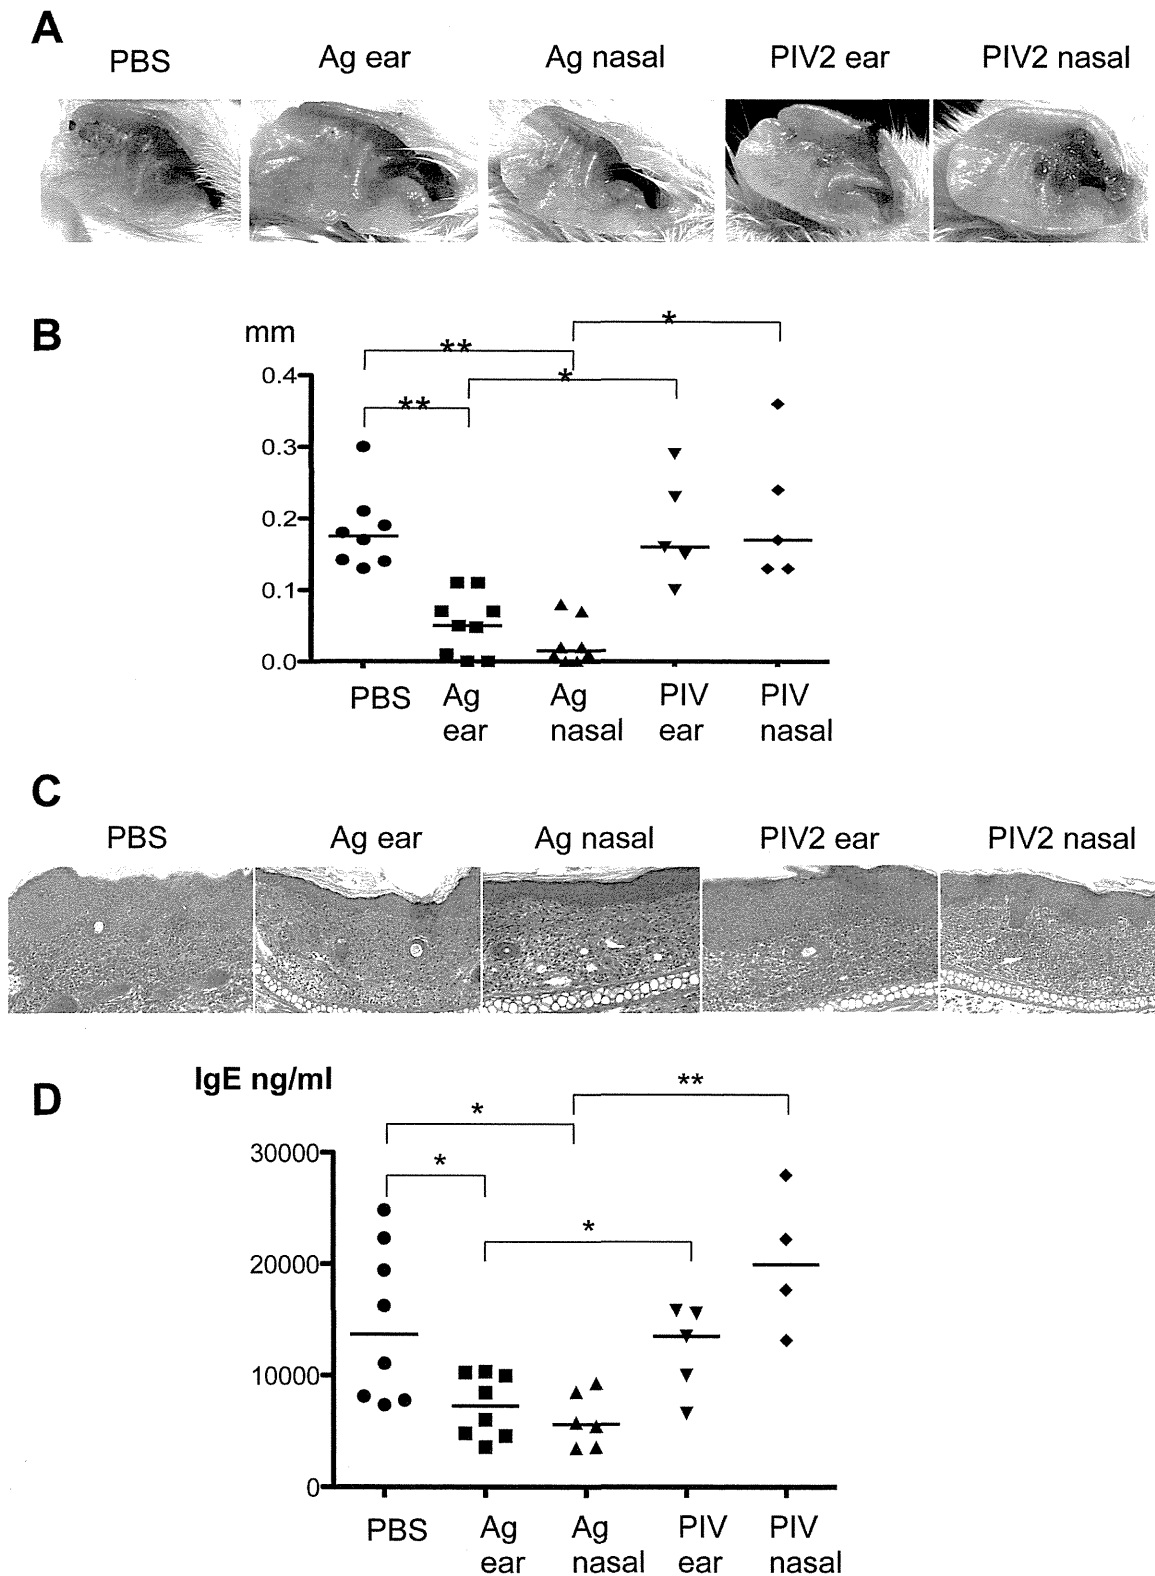 A
PBS Ag ear Ag nasal PIV2 ear PIV2 nasal
B
mm
*
**
*
**
0.4
0.3
0.2
0.1
0.0
PBS Ag PIV PIV
ear nasal ear nasal
C
PBS Ag ear Ag nasal PIV2 ear PIV2 nasal
D
IgE ng/ml
**
*
*
*
30000
20000
10000
0
PBS Ag Ag PIV PIV
ear nasal ear nasal